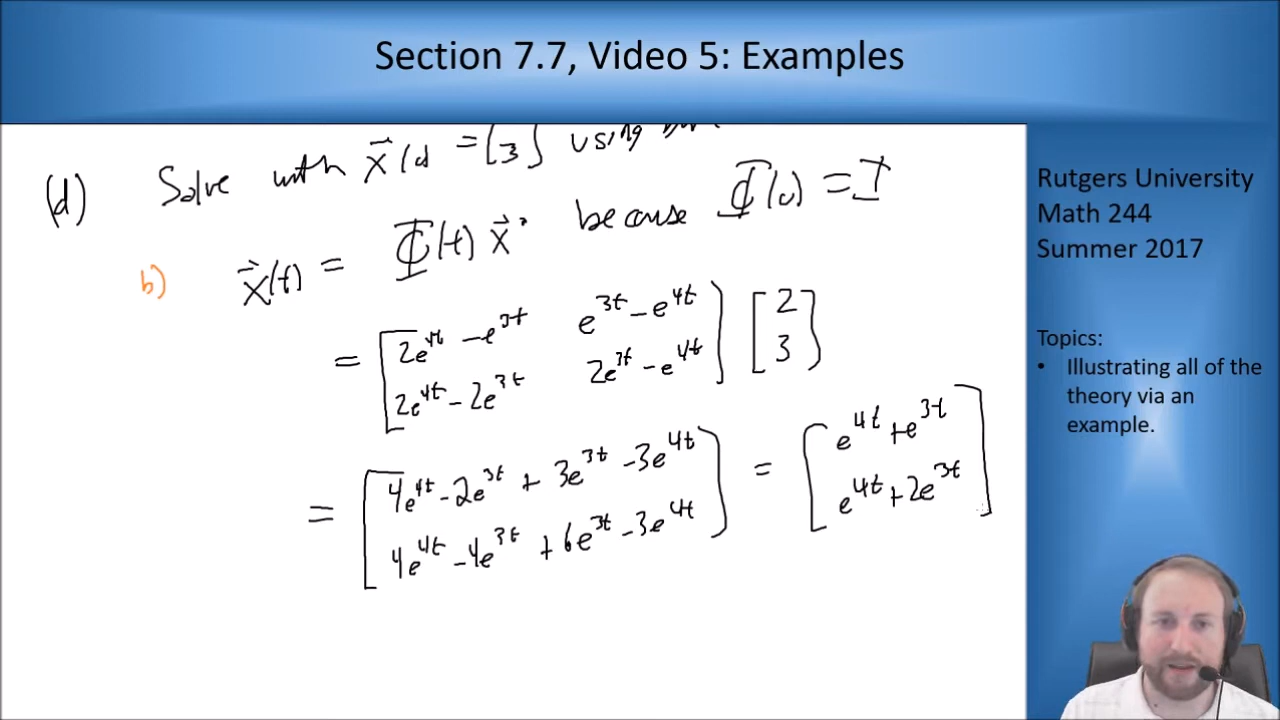 Section 7.7, Video 5: Examples
(d) Solve with x⃗(0) = [3] using
b) x⃗(t) = Φ(t) x⃗° because Φ(0) = I
= [2e^{4t} - e^{3t} e^{3t} - e^{4t}] [2]
[2e^{4t} - 2e^{3t} 2e^{3t} - e^{4t}] [3]
= [4e^{4t} - 2e^{3t} + 3e^{3t} - 3e^{4t}] = [e^{4t} + e^{3t}]
[4e^{4t} - 4e^{3t} + 6e^{3t} - 3e^{4t}] [e^{4t} + 2e^{3t}]
Rutgers University
Math 244
Summer 2017
Topics:
• Illustrating all of the
theory via an
example.